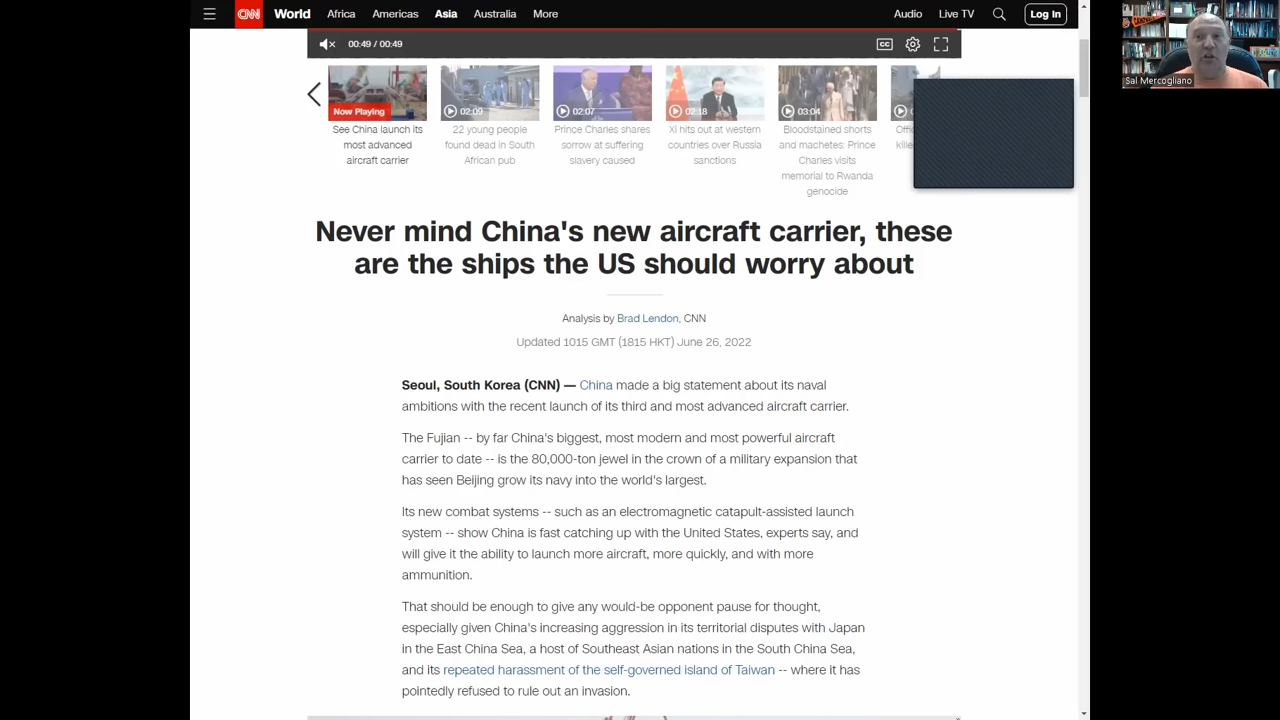 CNN World Africa Americas Asia Australia More Audio Live TV Log In
00:49 / 00:49 CC
Now Playing 02:09 02:07 02:18 03:04
See China launch its
most advanced
aircraft carrier
22 young people
found dead in South
African pub
Prince Charles shares
sorrow at suffering
slavery caused
Xi hits out at western
countries over Russia
sanctions
Bloodstained shorts
and machetes: Prince
Charles visits
memorial to Rwanda
genocide
Sal Mercogliano
Never mind China's new aircraft carrier, these
are the ships the US should worry about
Analysis by Brad Lendon, CNN
Updated 1015 GMT (1815 HKT) June 26, 2022
Seoul, South Korea (CNN) — China made a big statement about its naval
ambitions with the recent launch of its third and most advanced aircraft carrier.
The Fujian -- by far China's biggest, most modern and most powerful aircraft
carrier to date -- is the 80,000-ton jewel in the crown of a military expansion that
has seen Beijing grow its navy into the world's largest.
Its new combat systems -- such as an electromagnetic catapult-assisted launch
system -- show China is fast catching up with the United States, experts say, and
will give it the ability to launch more aircraft, more quickly, and with more
ammunition.
That should be enough to give any would-be opponent pause for thought,
especially given China's increasing aggression in its territorial disputes with Japan
in the East China Sea, a host of Southeast Asian nations in the South China Sea,
and its repeated harassment of the self-governed island of Taiwan -- where it has
pointedly refused to rule out an invasion.